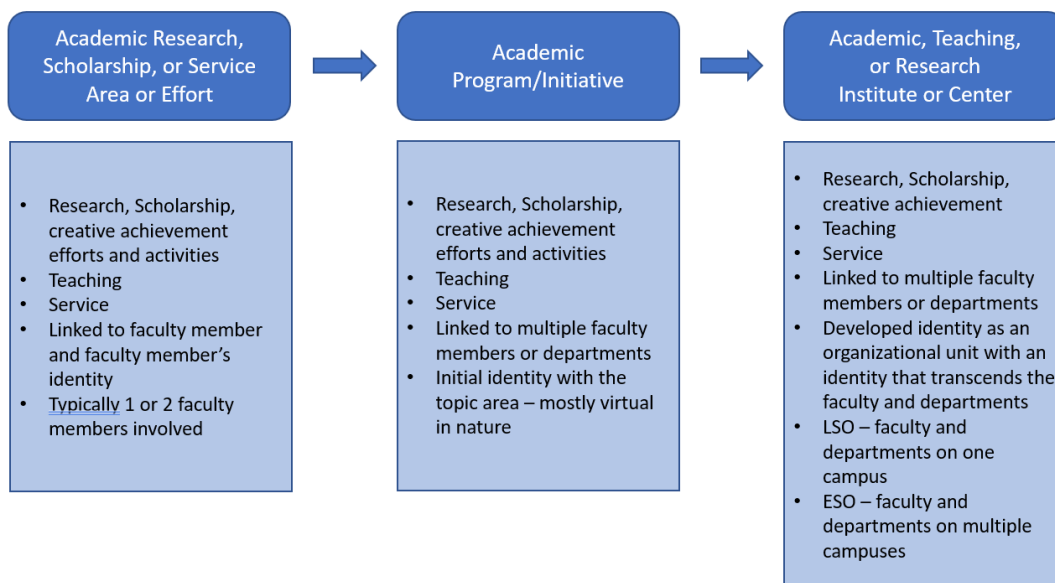 Academic Research,
Scholarship, or Service
Area or Effort
• Research, Scholarship,
creative achievement
efforts and activities
• Teaching
• Service
• Linked to faculty member
and faculty member’s
identity
• Typically 1 or 2 faculty
members involved
Academic
Program/Initiative
• Research, Scholarship,
creative achievement
efforts and activities
• Teaching
• Service
• Linked to multiple faculty
members or departments
• Initial identity with the
topic area – mostly virtual
in nature
Academic, Teaching,
or Research
Institute or Center
• Research, Scholarship,
creative achievement
• Teaching
• Service
• Linked to multiple faculty
members or departments
• Developed identity as an
organizational unit with an
identity that transcends the
faculty and departments
• LSO – faculty and
departments on one
campus
• ESO – faculty and
departments on multiple
campuses